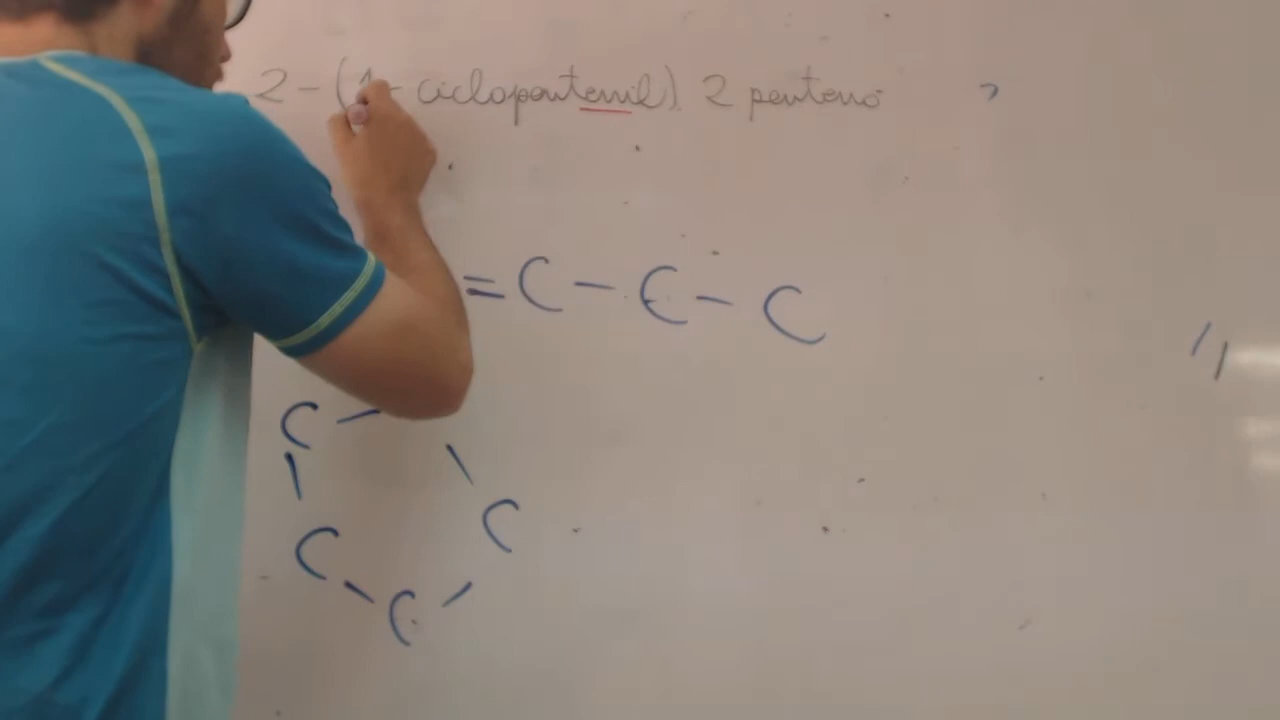 2-(1-ciclopentenil) 2 penteno
= C - C - C
C -
C
C
C